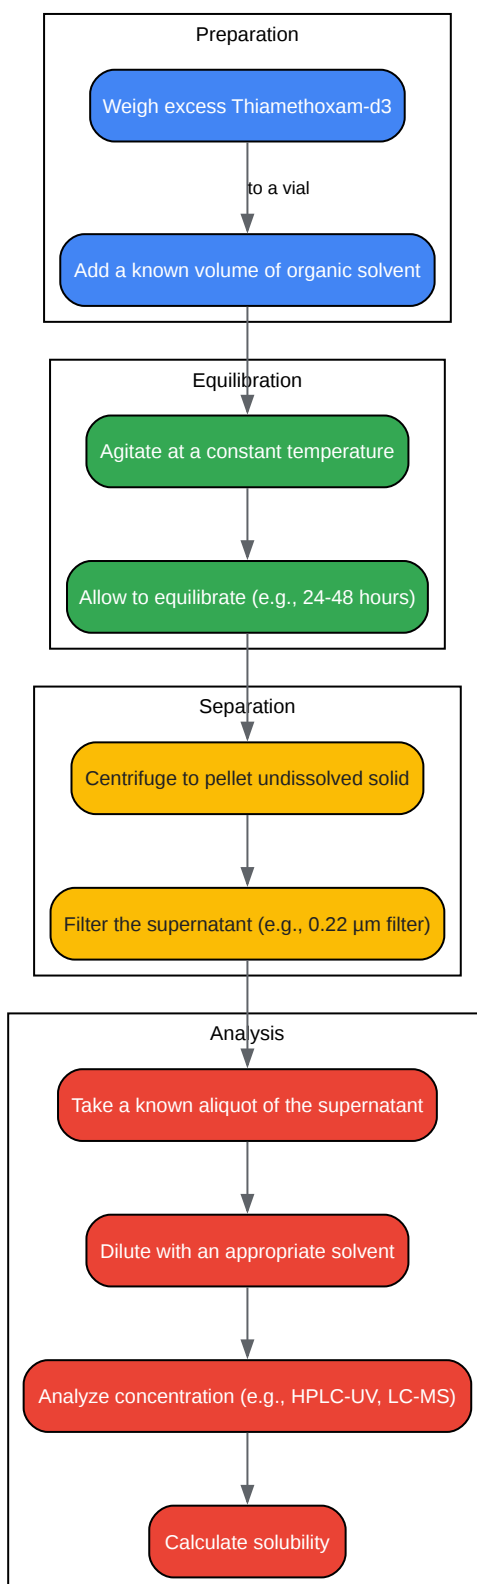 Preparation
Weigh excess Thiamethoxam-d3
to a vial
Add a known volume of organic solvent
Equilibration
Agitate at a constant temperature
Allow to equilibrate (e.g., 24-48 hours)
Separation
Centrifuge to pellet undissolved solid
Filter the supernatant (e.g., 0.22 µm filter)
Analysis
Take a known aliquot of the supernatant
Dilute with an appropriate solvent
Analyze concentration (e.g., HPLC-UV, LC-MS)
Calculate solubility